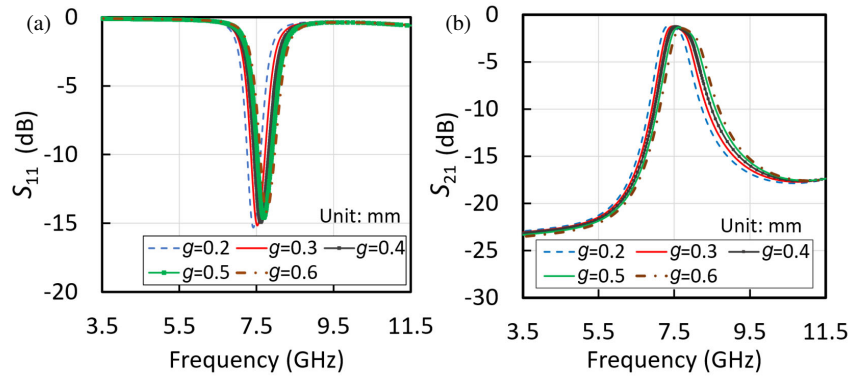 (a)
0
-5
-10
-15
-20
S11 (dB)
Unit: mm
g=0.2 g=0.3 g=0.4
g=0.5 g=0.6
3.5 5.5 7.5 9.5 11.5
Frequency (GHz)
(b)
0
-5
-10
-15
-20
-25
-30
S21 (dB)
Unit: mm
g=0.2 g=0.3 g=0.4
g=0.5 g=0.6
3.5 5.5 7.5 9.5 11.5
Frequency (GHz)